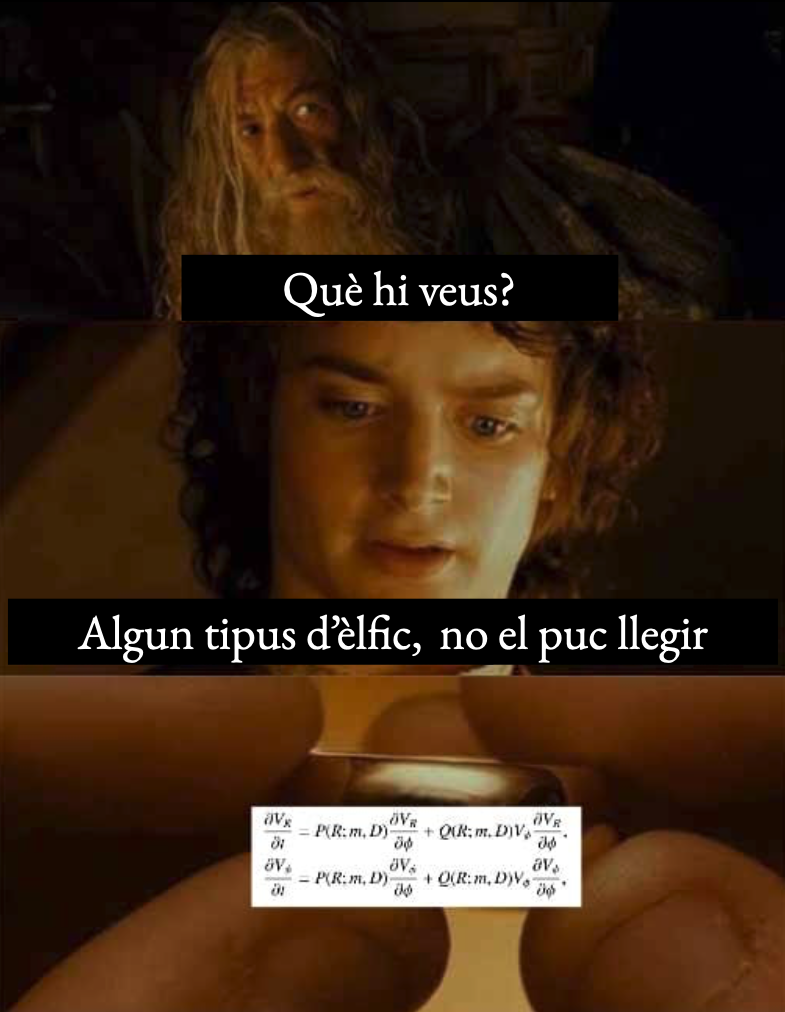 Què hi veus?
Algun tipus d'èlfic, no el puc llegir
∂V_R/∂t = P(R; m, D) ∂V_R/∂ϕ + Q(R; m, D)V_ϕ ∂V_R/∂ϕ,
∂V_ϕ/∂t = P(R; m, D) ∂V_ϕ/∂ϕ + Q(R; m, D)V_ϕ ∂V_ϕ/∂ϕ,